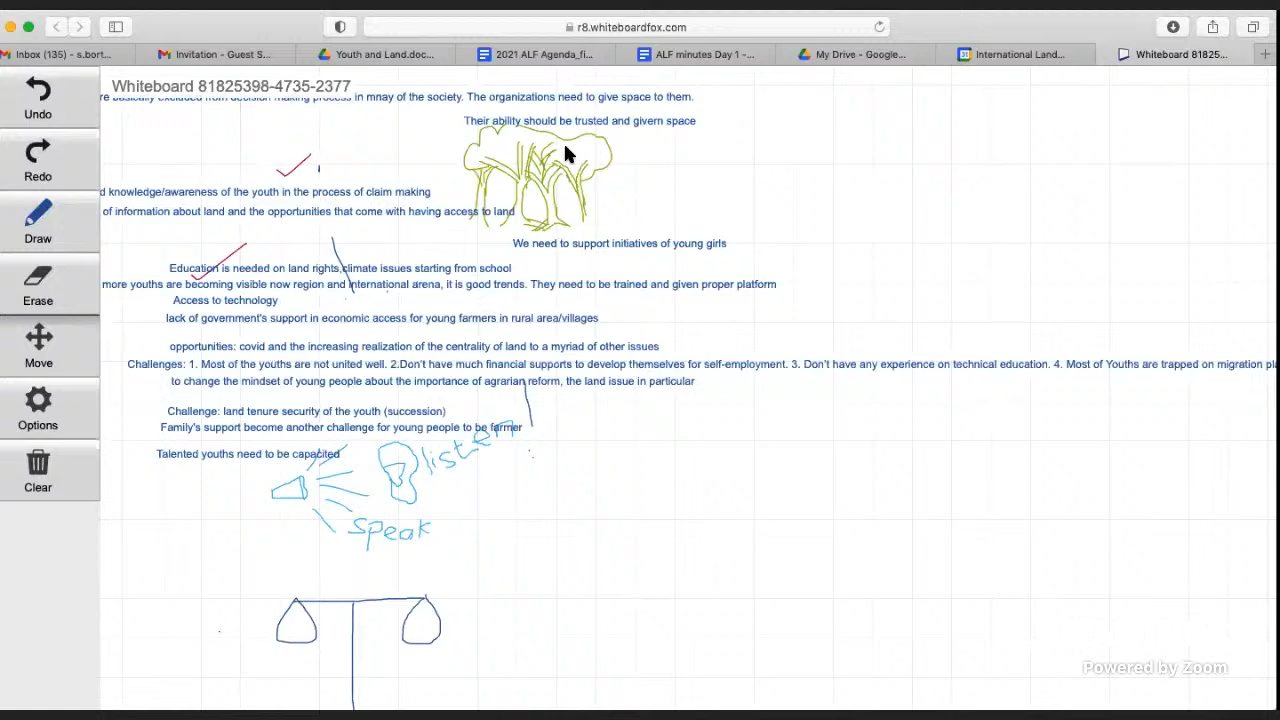 r8.whiteboardfox.com
Inbox (135) - s.bort...
Invitation - Guest S...
Youth and Land.doc...
2021 ALF Agenda_fi...
ALF minutes Day 1 -...
My Drive - Google...
International Land...
Whiteboard 81825...
Whiteboard 81825398-4735-2377
re basically excluded from decision making process in mnay of the society. The organizations need to give space to them.
Their ability should be trusted and givern space
d knowledge/awareness of the youth in the process of claim making
of information about land and the opportunities that come with having access to land
We need to support initiatives of young girls
Education is needed on land rights,climate issues starting from school
more youths are becoming visible now region and international arena, it is good trends. They need to be trained and given proper platform
Access to technology
lack of government's support in economic access for young farmers in rural area/villages
opportunities: covid and the increasing realization of the centrality of land to a myriad of other issues
Challenges: 1. Most of the youths are not united well. 2.Don't have much financial supports to develop themselves for self-employment. 3. Don't have any experience on technical education. 4. Most of Youths are trapped on migration pla
to change the mindset of young people about the importance of agrarian reform, the land issue in particular
Challenge: land tenure security of the youth (succession)
Family's support become another challenge for young people to be farmer
Talented youths need to be capacited
listen
speak
Undo
Redo
Draw
Erase
Move
Options
Clear
Powered by Zoom